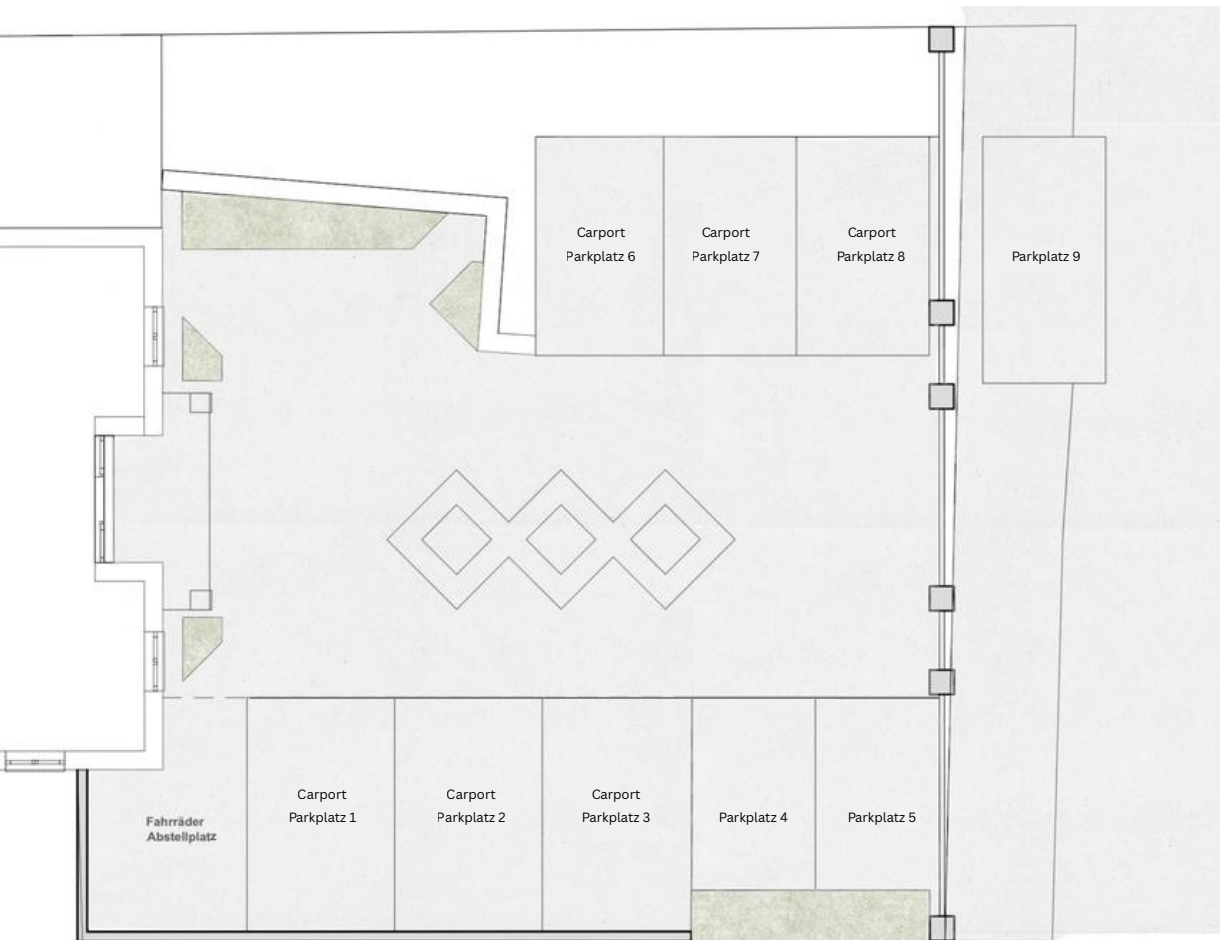 Carport
Parkplatz 6
Carport
Parkplatz 7
Carport
Parkplatz 8
Parkplatz 9
Fahrräder
Abstellplatz
Carport
Parkplatz 1
Carport
Parkplatz 2
Carport
Parkplatz 3
Parkplatz 4
Parkplatz 5